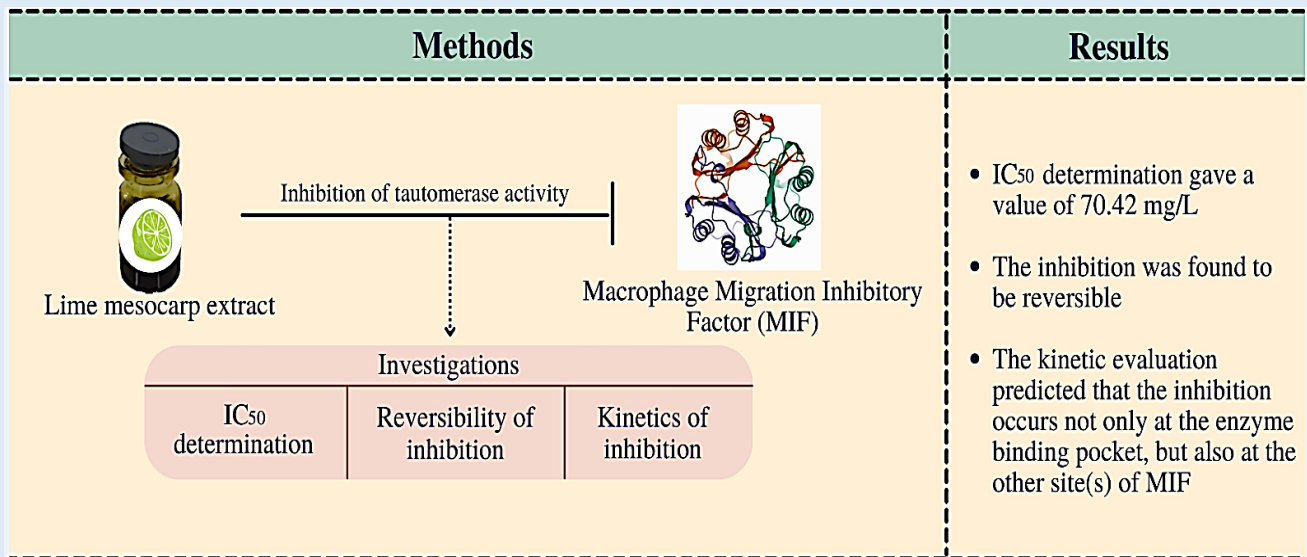 Methods
Results
Inhibition of tautomerase activity
Lime mesocarp extract
Macrophage Migration Inhibitory
Factor (MIF)
Investigations
IC50
determination
Reversibility of
inhibition
Kinetics of
inhibition
• IC50 determination gave a
value of 70.42 mg/L
• The inhibition was found to
be reversible
• The kinetic evaluation
predicted that the inhibition
occurs not only at the enzyme
binding pocket, but also at the
other site(s) of MIF